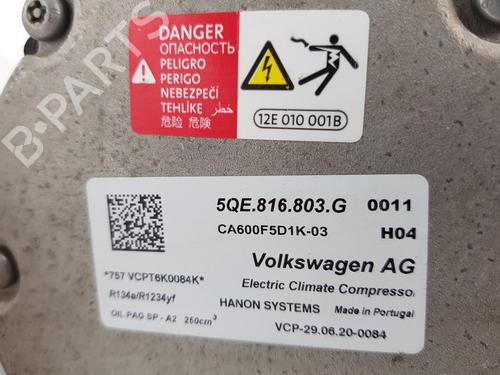 DANGER
ОПАСНОСТЬ
PELIGRO
PERIGO
NEBEZPEČÍ
TEHLİKE خطر
危险 危険
12E 010 001B
B-PARTS
5QE.816.803.G 0011
CA600F5D1K-03 H04
Volkswagen AG
*757 VCPT6K0084K*
Electric Climate Compressor
R134a/R1234yf
HANON SYSTEMS Made in Portugal
OIL PAG SP - A2 260cm³
VCP-29.06.20-0084